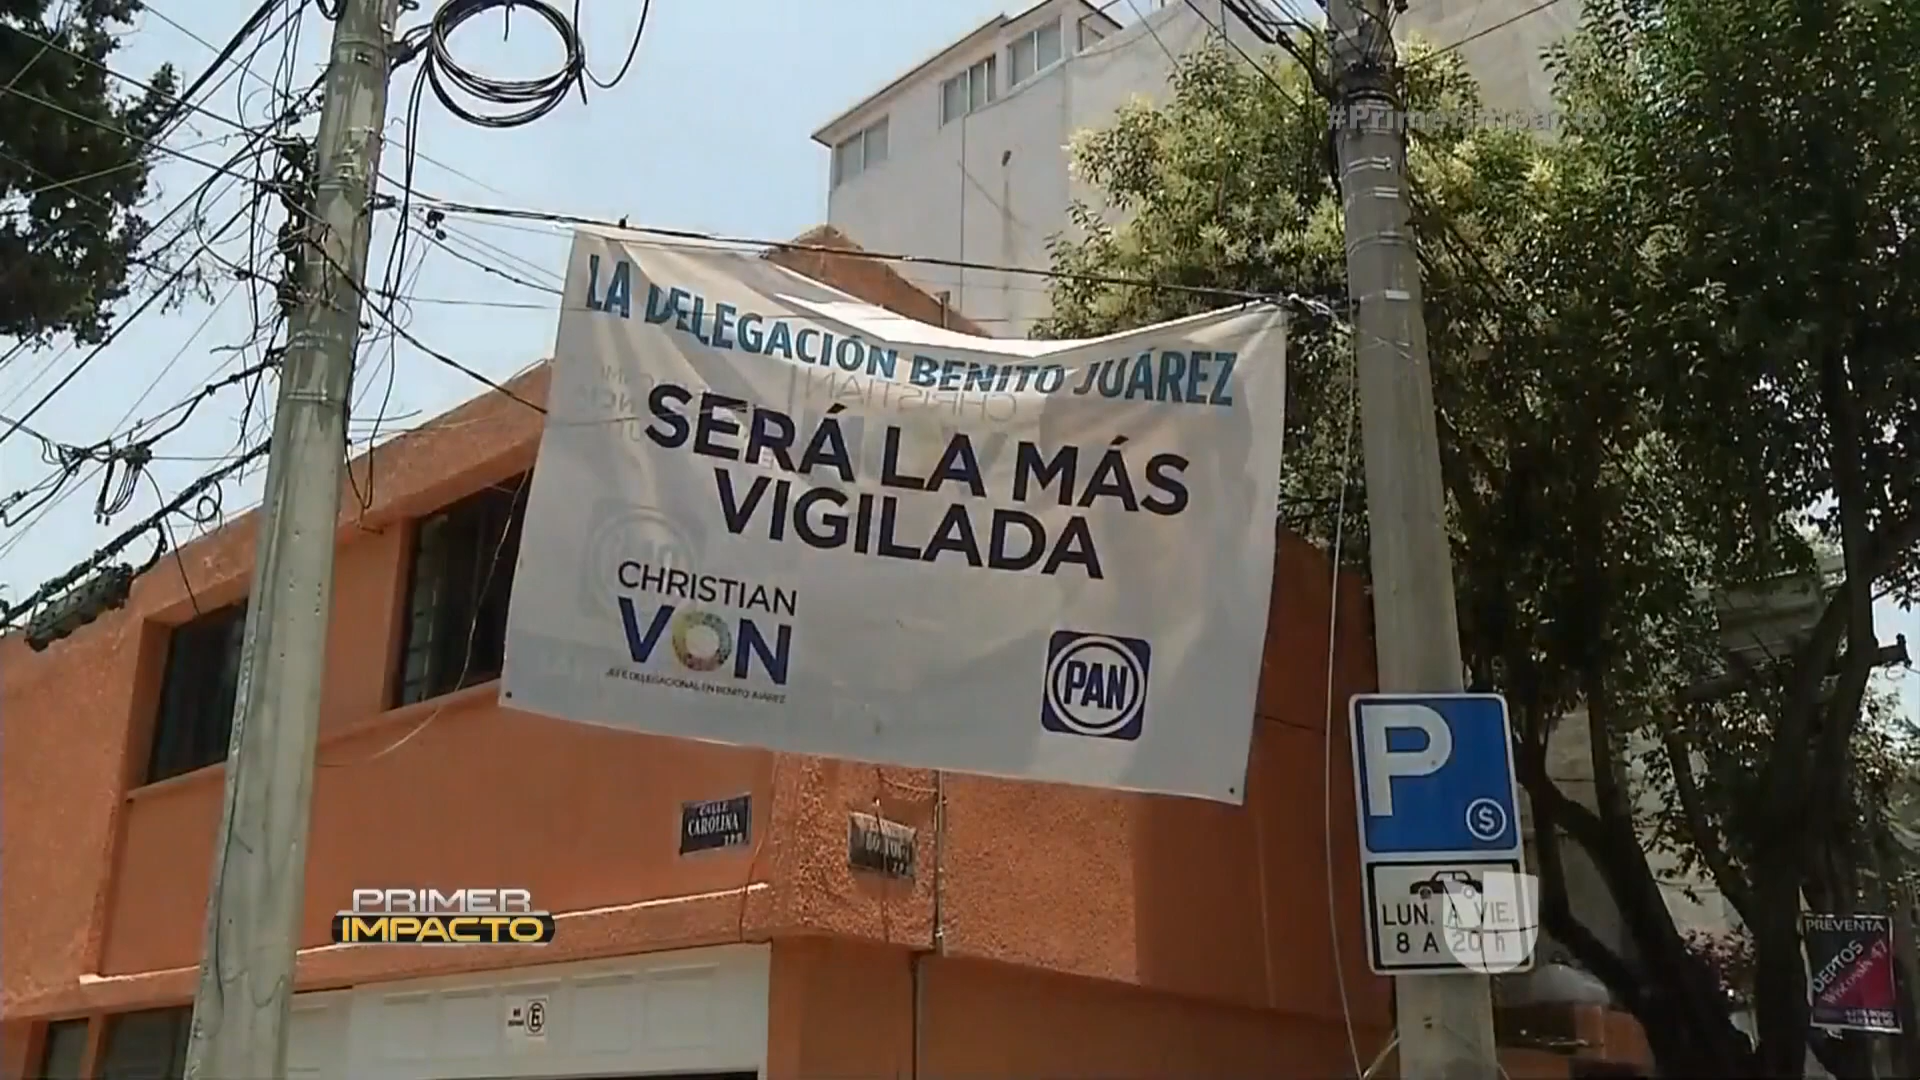 #PrimerImpacto
LA DELEGACIÓN BENITO JUÁREZ
SERÁ LA MÁS
VIGILADA
CHRISTIAN
VON
JEFE DELEGACIONAL EN BENITO JUÁREZ
PAN
P
$
LUN. A VIE.
8 A 20 h
CALLE
CAROLINA
PRIMER
IMPACTO
E
PREVENTA
DEPTOS